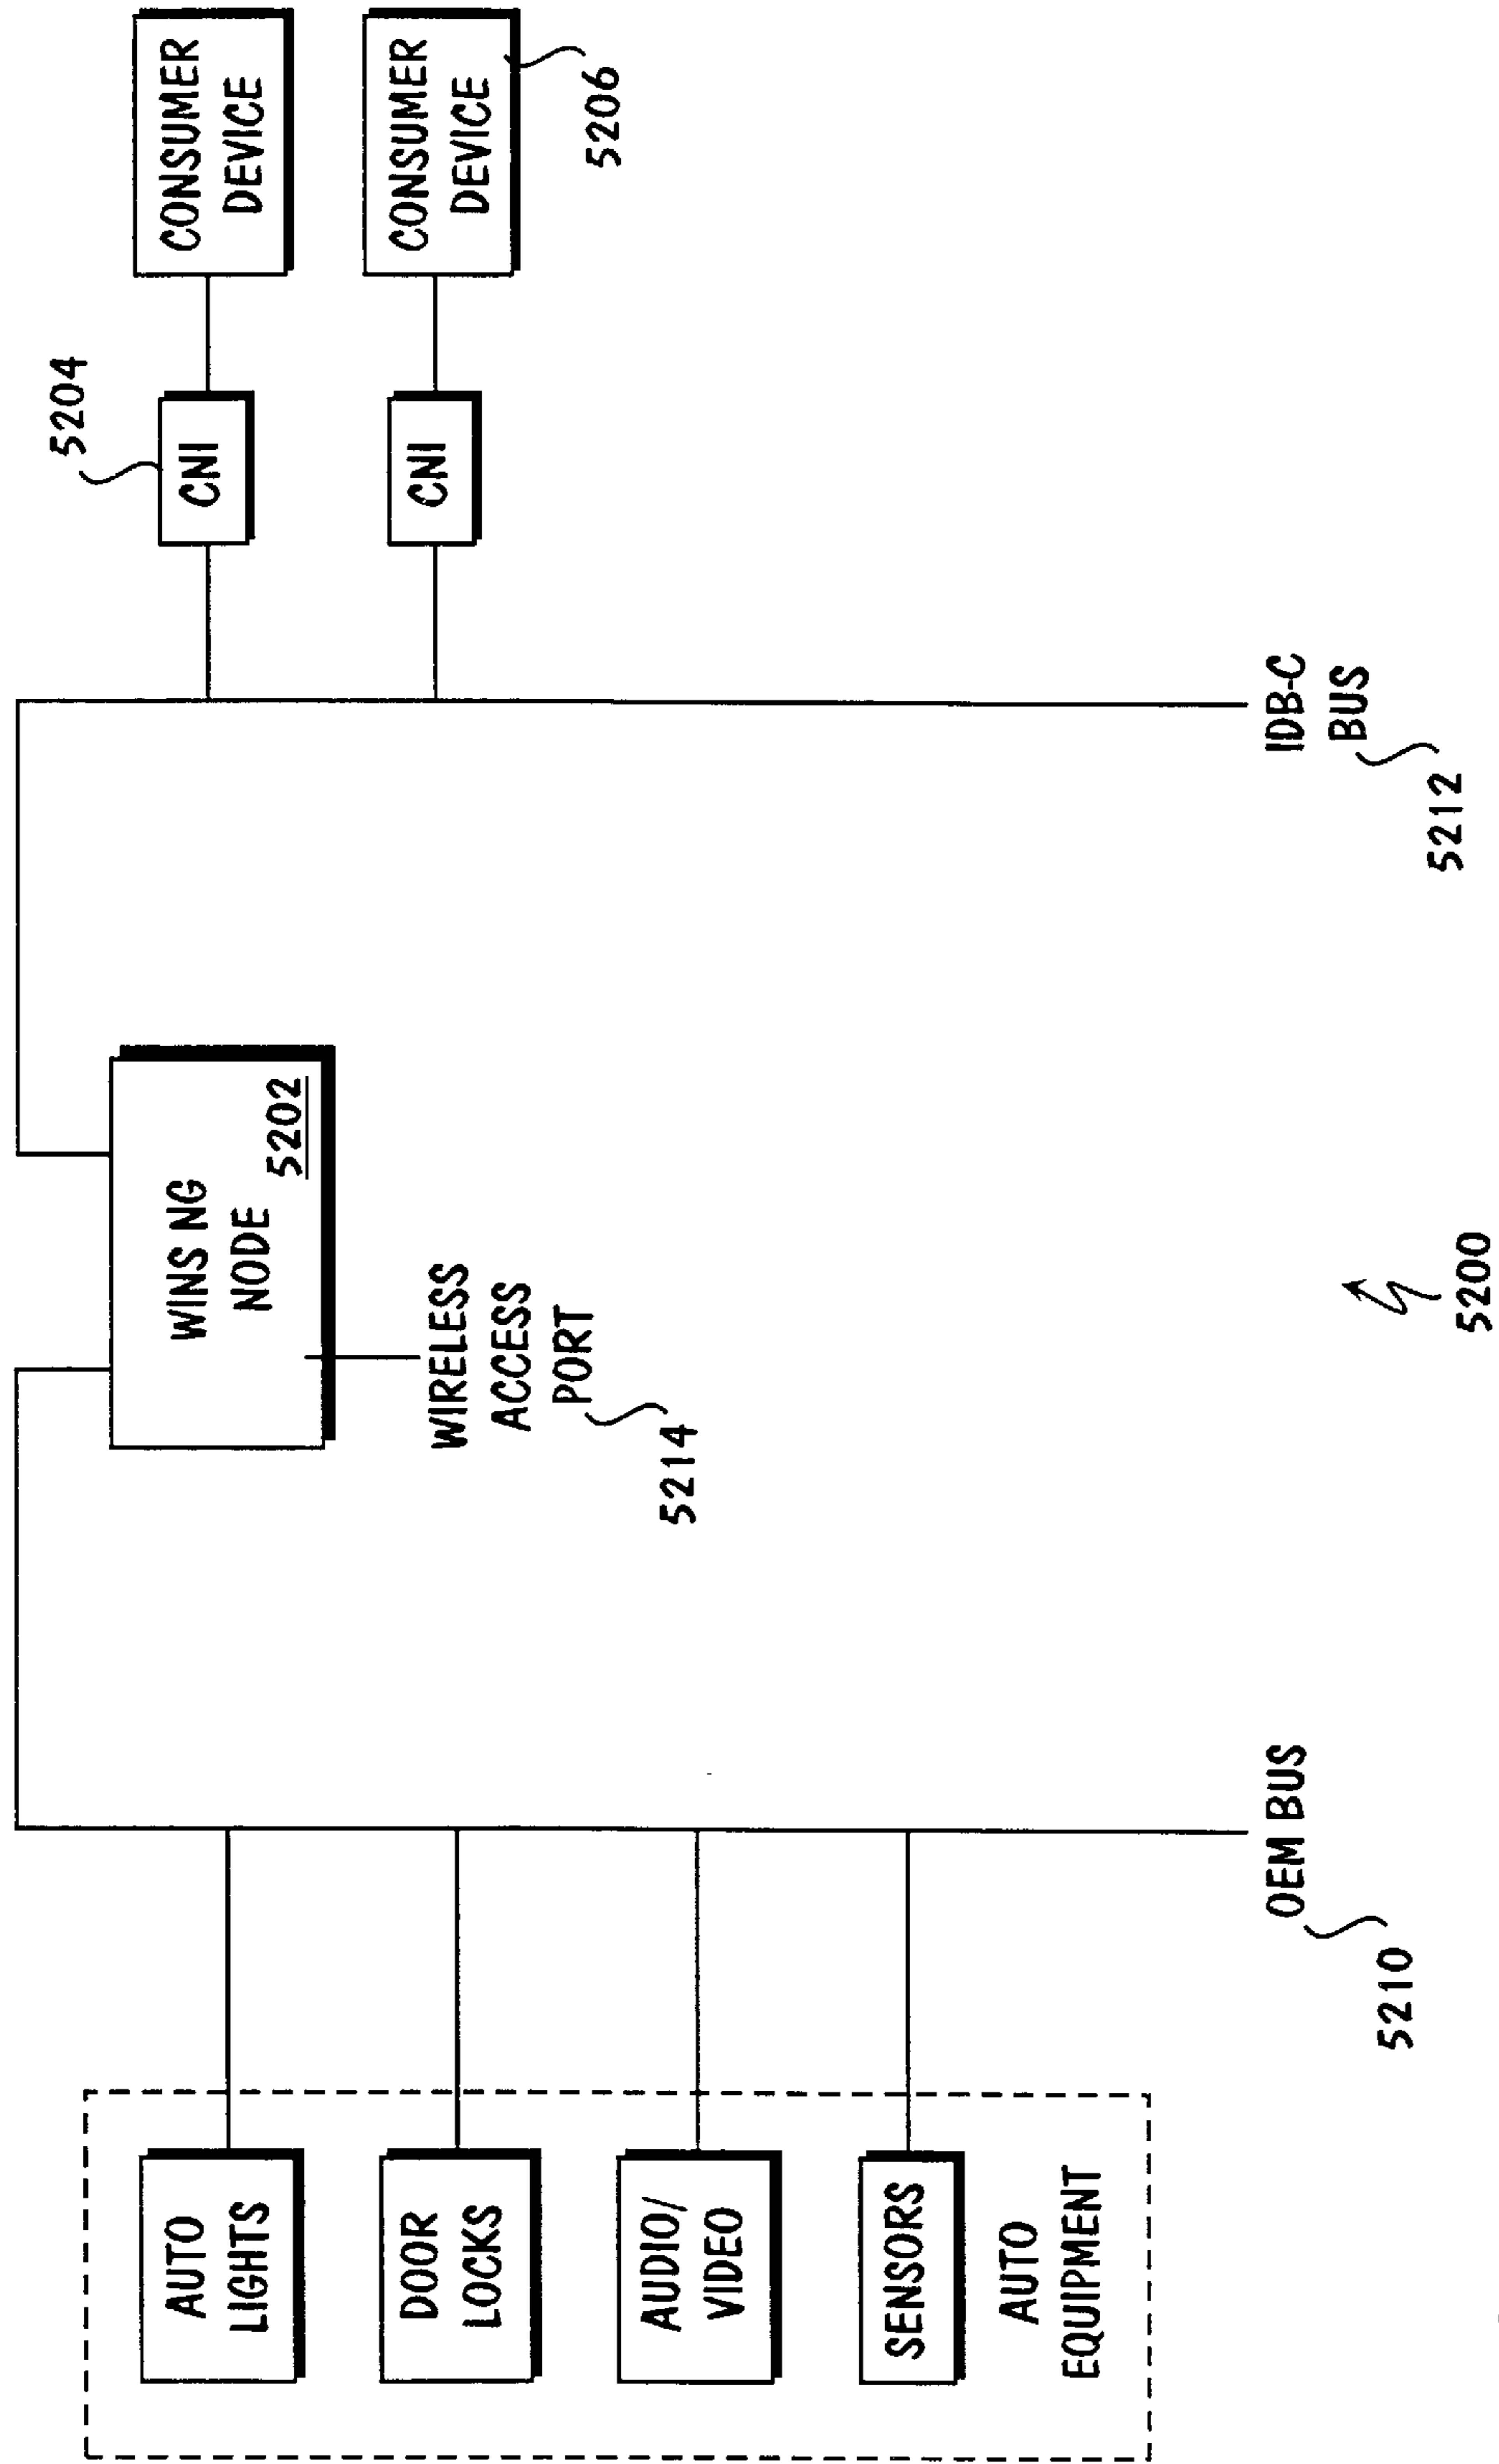 AUTO
LIGHTS
DOOR
LOCKS
AUDIO/
VIDEO
SENSORS
AUTO
EQUIPMENT
OEM BUS
5210
WINS NG
NODE
5202
WIRELESS
ACCESS
PORT
5214
5200
IDB-C
BUS
5212
5204
CNI
CONSUMER
DEVICE
CNI
CONSUMER
DEVICE
5206